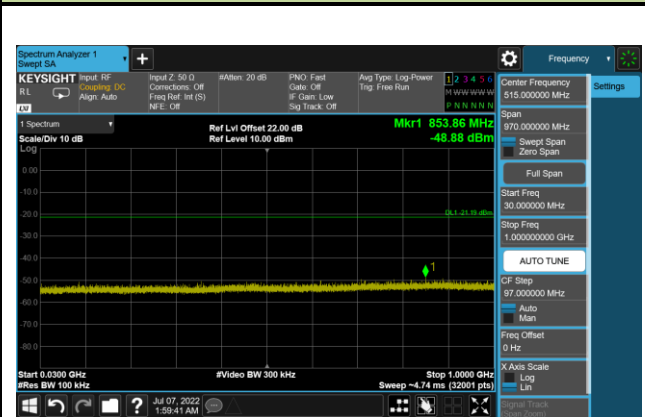 Spectrum Analyzer 1
Swept SA
+
Frequency
KEYSIGHT
RL
LXI
Input: RF
Coupling: DC
Align: Auto
Input Z: 50 Ω
Corrections: Off
Freq Ref: Int (S)
NFE: Off
#Atten: 20 dB
PNO: Fast
Gate: Off
IF Gain: Low
Sig Track: Off
Avg Type: Log-Power
Trig: Free Run
1 2 3 4 5 6
M W W W W W
P N N N N N
Center Frequency
515.000000 MHz
Settings
Span
970.000000 MHz
Swept Span
Zero Span
Full Span
Start Freq
30.000000 MHz
Stop Freq
1.000000000 GHz
AUTO TUNE
CF Step
97.000000 MHz
Auto
Man
Freq Offset
0 Hz
X Axis Scale
Log
Lin
Signal Track
(Span Zoom)
1 Spectrum
Scale/Div 10 dB
Log
Ref Lvl Offset 22.00 dB
Ref Level 10.00 dBm
Mkr1 853.86 MHz
-48.88 dBm
0.00
-10.0
-20.0
-30.0
-40.0
-50.0
-60.0
-70.0
-80.0
DL1 -21.19 dBm
1
Start 0.0300 GHz
#Res BW 100 kHz
#Video BW 300 kHz
Stop 1.0000 GHz
Sweep ~4.74 ms (32001 pts)
?
Jul 07, 2022
1:59:41 AM